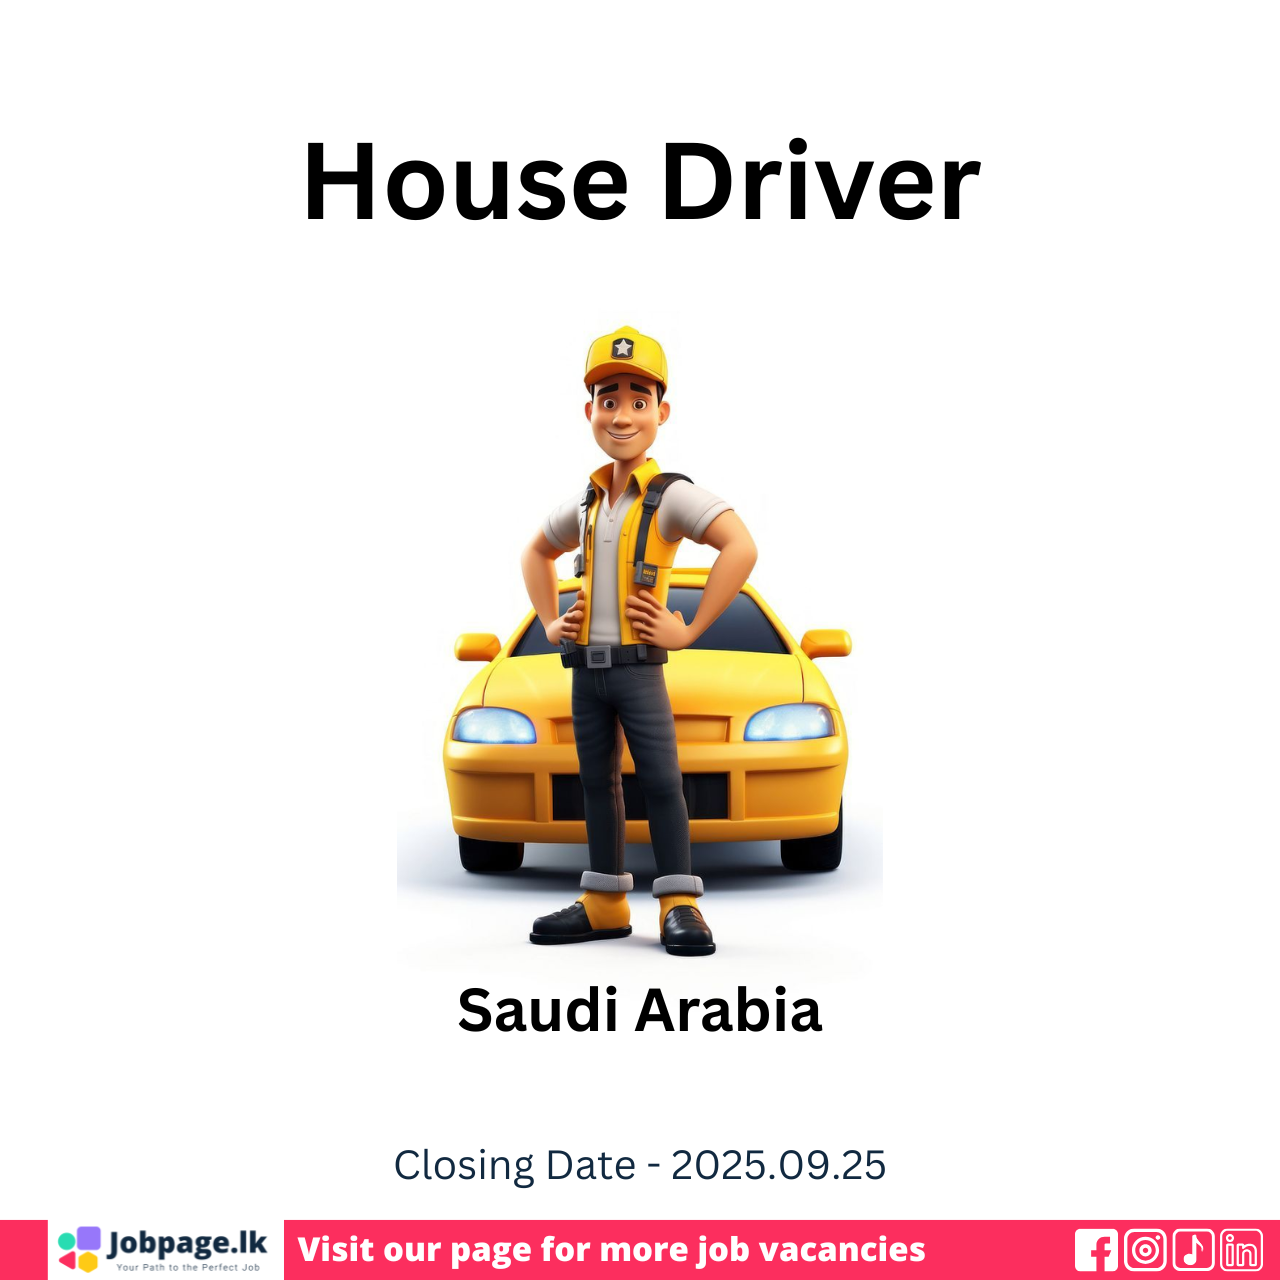 House Driver
Saudi Arabia
Closing Date - 2025.09.25
Jobpage.lk
Your Path to the Perfect Job
Visit our page for more job vacancies